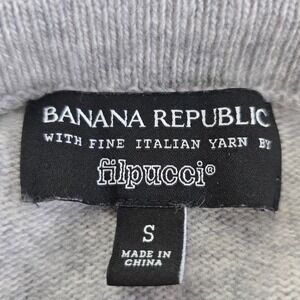 BANANA REPUBLIC
WITH FINE ITALIAN YARN BY
filpucci®
S
MADE IN
CHINA